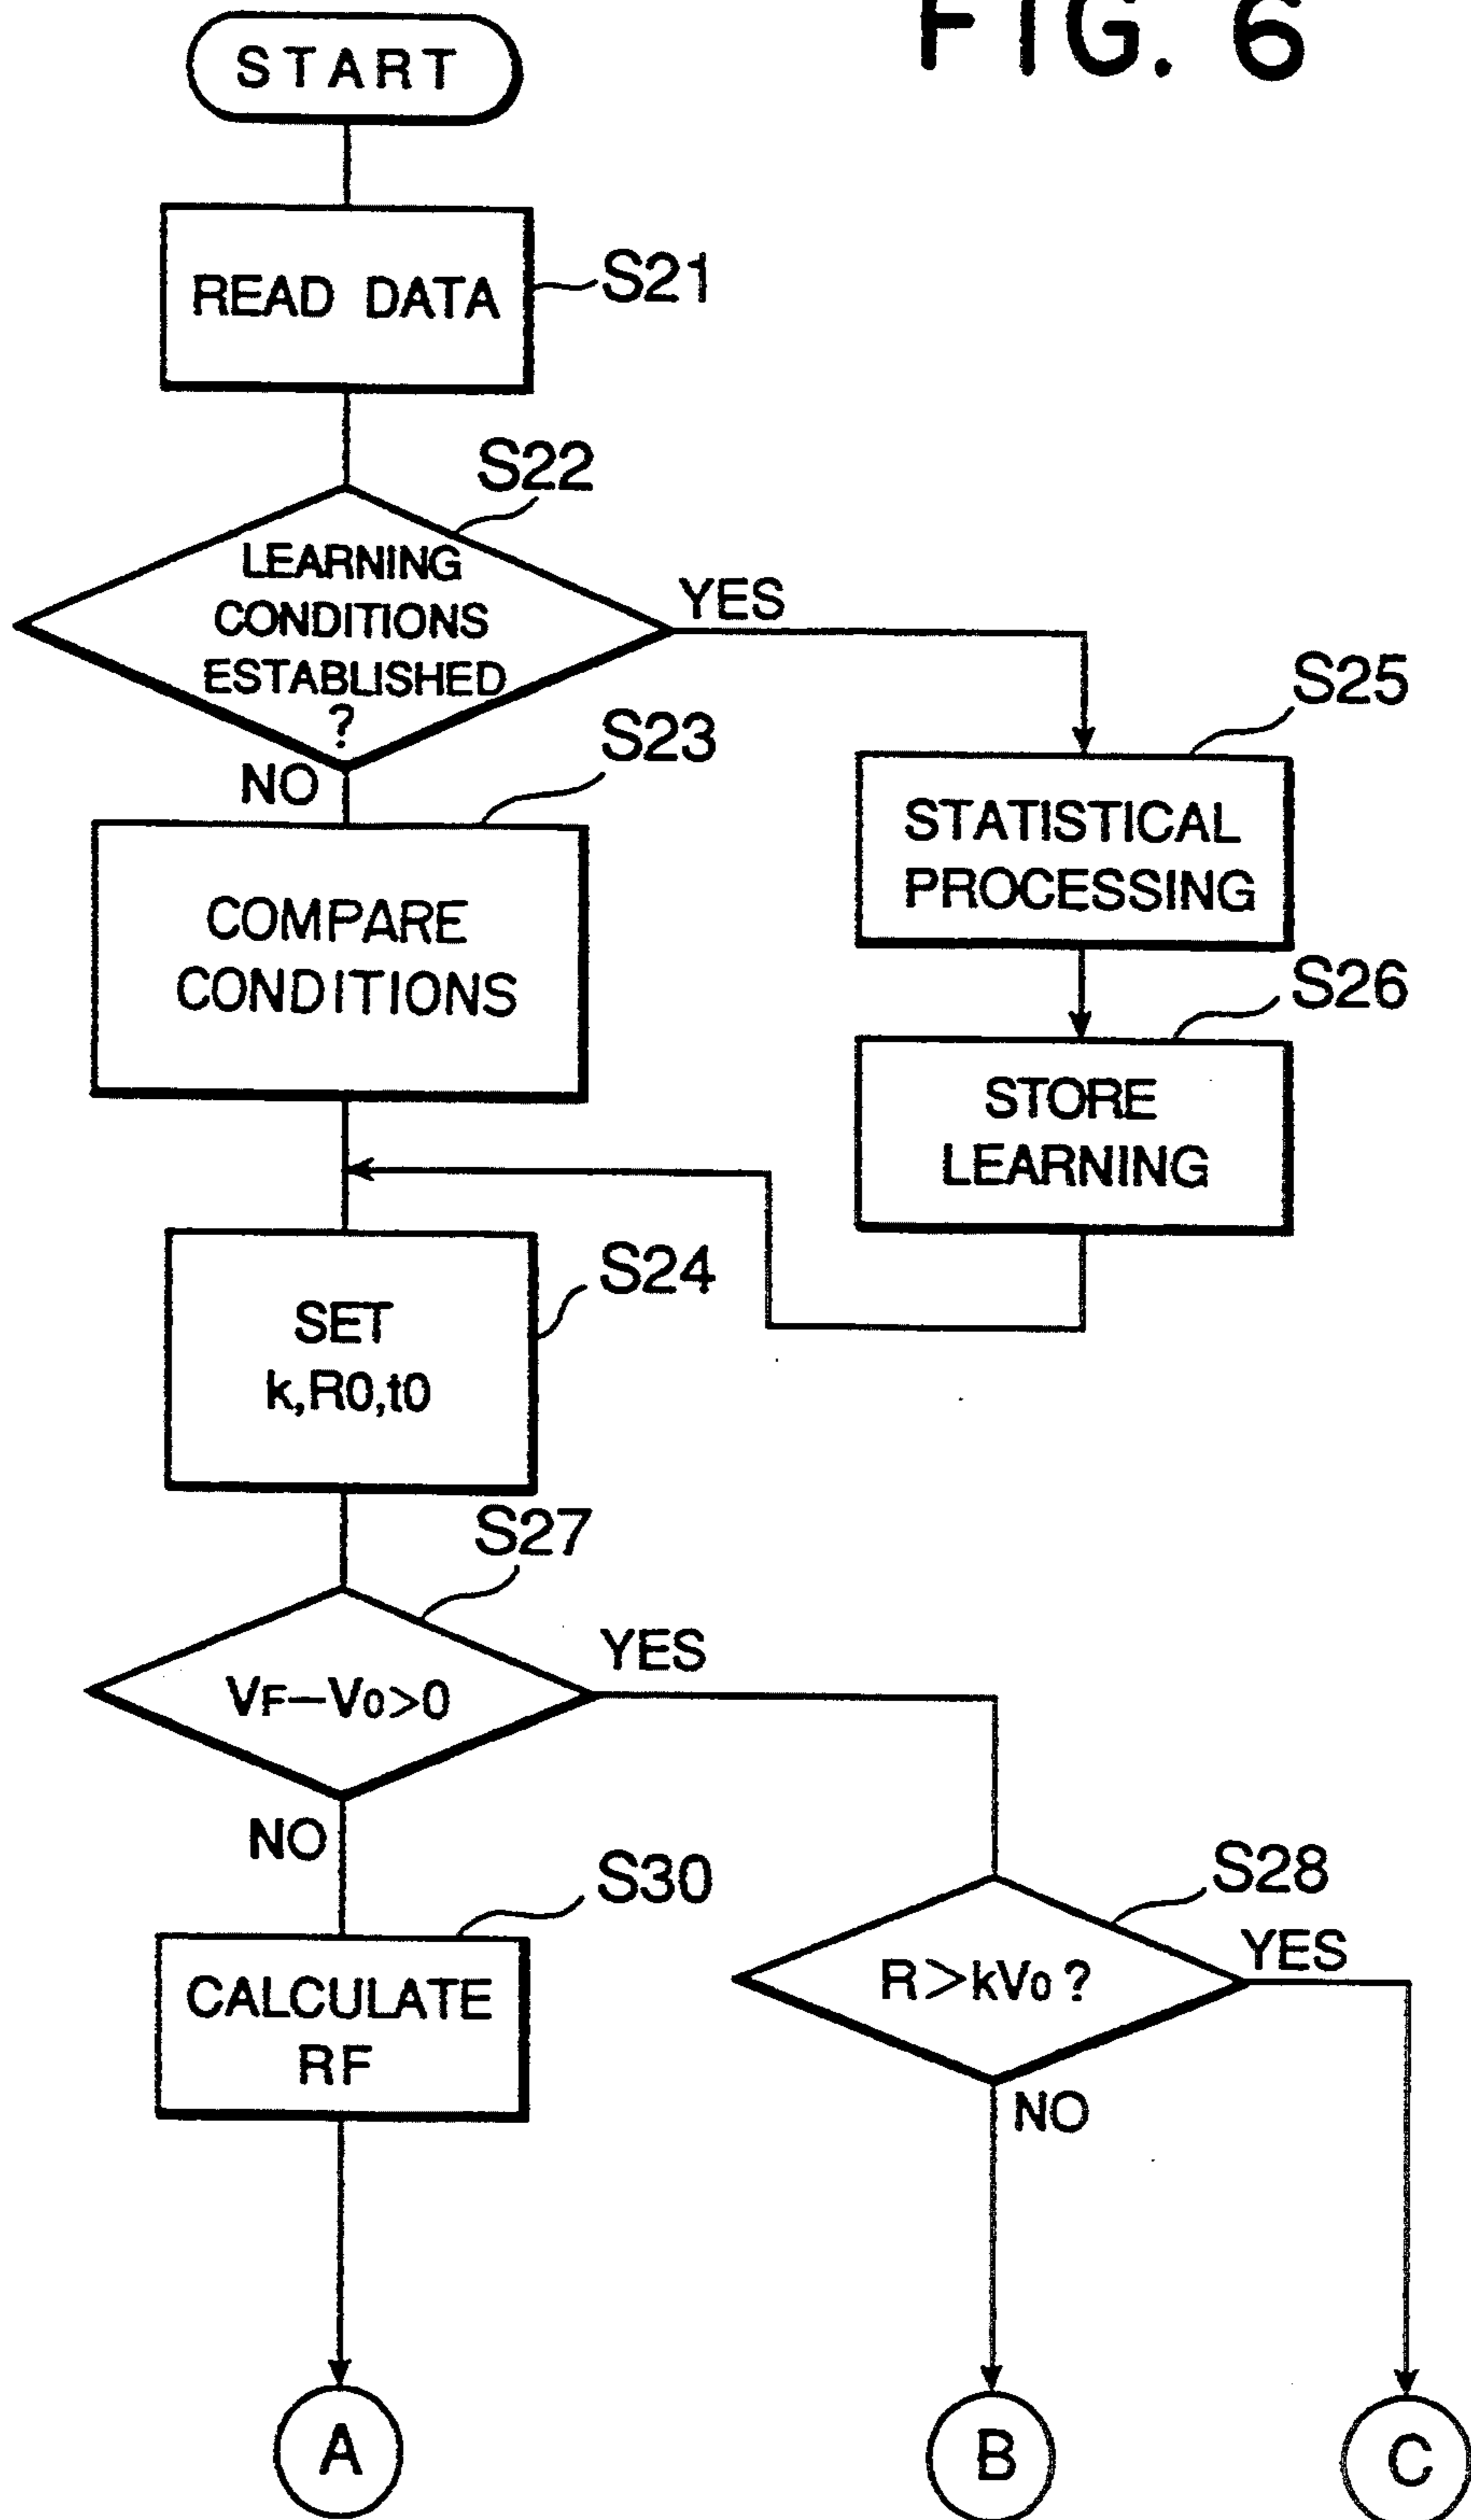 FIG. 6
START
READ DATA
S21
S22
LEARNING
CONDITIONS
ESTABLISHED
?
YES
NO
S23
COMPARE
CONDITIONS
S25
STATISTICAL
PROCESSING
S26
STORE
LEARNING
S24
SET
k,R0,t0
S27
VF—V0>0
YES
NO
S30
CALCULATE
RF
S28
R>kV0?
YES
NO
A
B
C